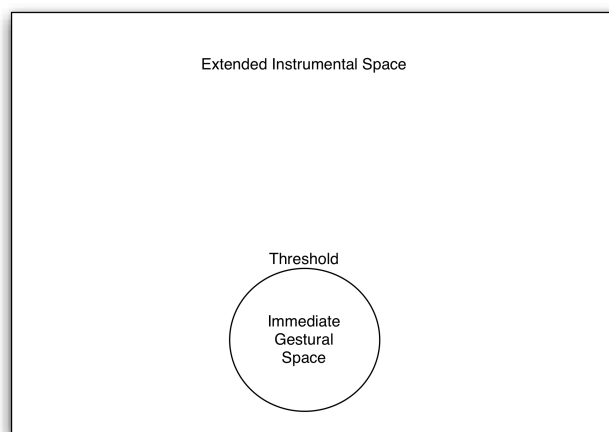 Extended Instrumental Space
Threshold
Immediate
Gestural
Space